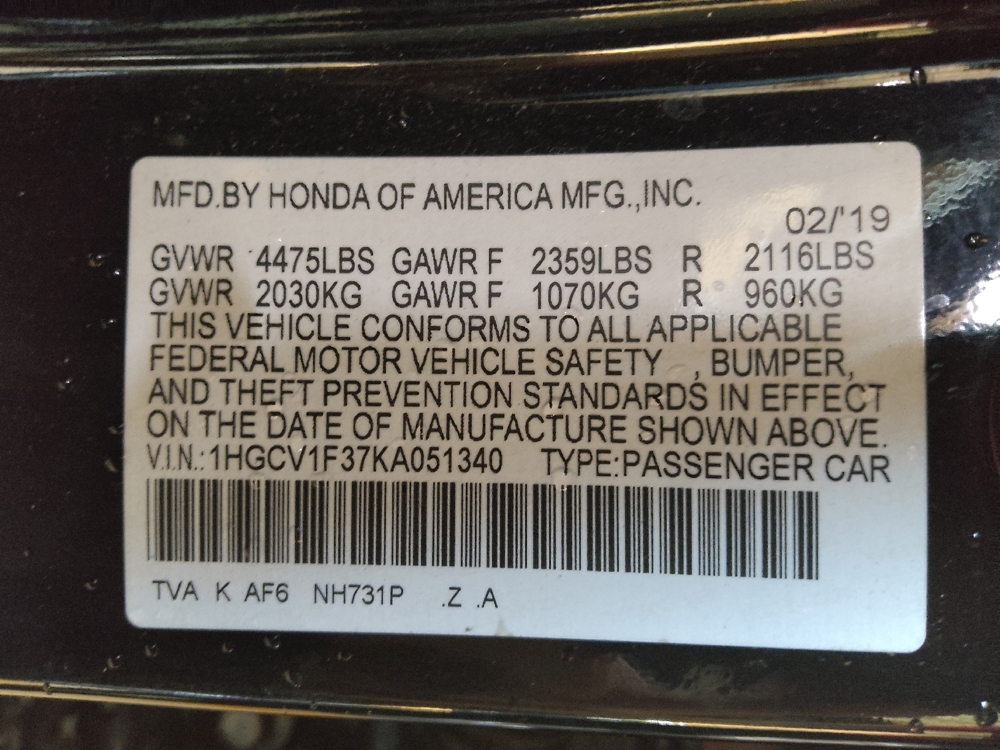 MFD.BY HONDA OF AMERICA MFG.,INC.
02/'19
GVWR 4475LBS GAWR F 2359LBS R 2116LBS
GVWR 2030KG GAWR F 1070KG R 960KG
THIS VEHICLE CONFORMS TO ALL APPLICABLE
FEDERAL MOTOR VEHICLE SAFETY , BUMPER,
AND THEFT PREVENTION STANDARDS IN EFFECT
ON THE DATE OF MANUFACTURE SHOWN ABOVE.
V.I.N.:1HGCV1F37KA051340 TYPE:PASSENGER CAR
TVA K AF6 NH731P .Z .A